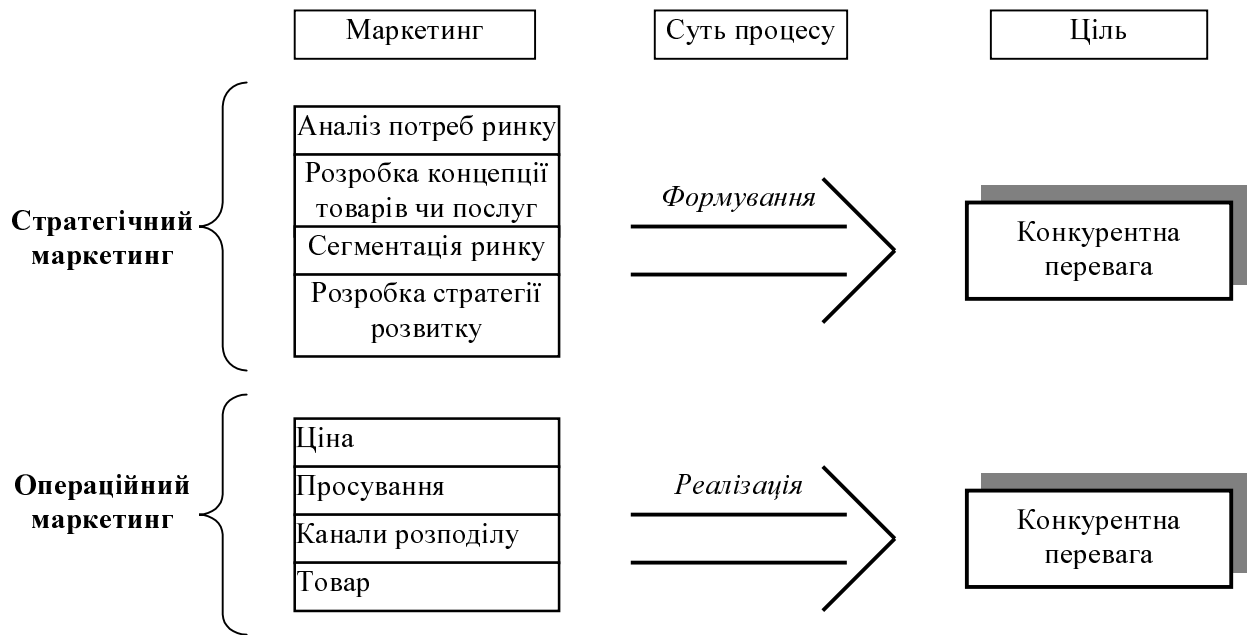 Маркетинг
Суть процесу
Ціль
Стратегічний
маркетинг
Аналіз потреб ринку
Розробка концепції
товарів чи послуг
Сегментація ринку
Розробка стратегії
розвитку
Формування
Конкурентна
перевага
Операційний
маркетинг
Ціна
Просування
Канали розподілу
Товар
Реалізація
Конкурентна
перевага